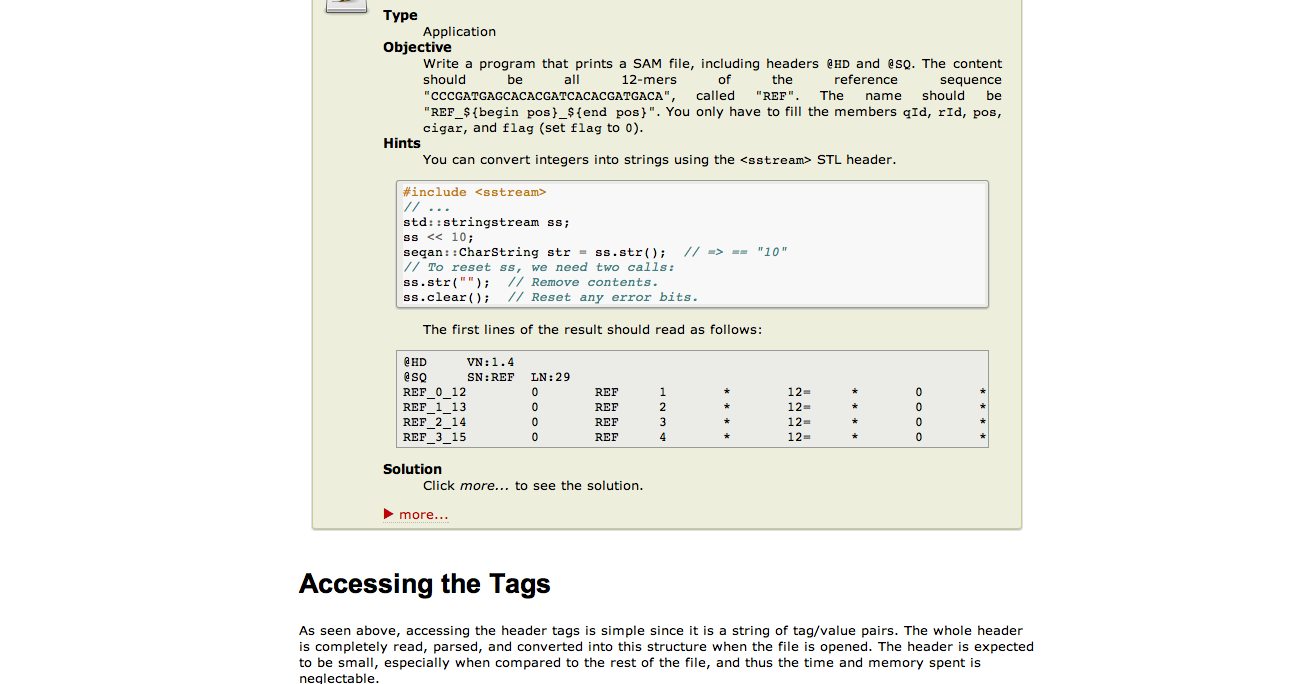 Type
Application
Objective
Write a program that prints a SAM file, including headers @HD and @SQ. The content
should be all 12-mers of the reference sequence
"CCCGATGAGCACACGATCACACGATGACA", called "REF". The name should be
"REF_${begin pos}_${end pos}". You only have to fill the members qId, rId, pos,
cigar, and flag (set flag to 0).
Hints
You can convert integers into strings using the <sstream> STL header.
#include <sstream>
// ...
std::stringstream ss;
ss << 10;
seqan::CharString str = ss.str();  // => == "10"
// To reset ss, we need two calls:
ss.str("");  // Remove contents.
ss.clear();  // Reset any error bits.
The first lines of the result should read as follows:
@HD VN:1.4
@SQ SN:REF LN:29
REF_0_12 0 REF 1 * 12= * 0 *
REF_1_13 0 REF 2 * 12= * 0 *
REF_2_14 0 REF 3 * 12= * 0 *
REF_3_15 0 REF 4 * 12= * 0 *
Solution
Click more... to see the solution.
more...
Accessing the Tags
As seen above, accessing the header tags is simple since it is a string of tag/value pairs. The whole header
is completely read, parsed, and converted into this structure when the file is opened. The header is expected
to be small, especially when compared to the rest of the file, and thus the time and memory spent is
neglectable.